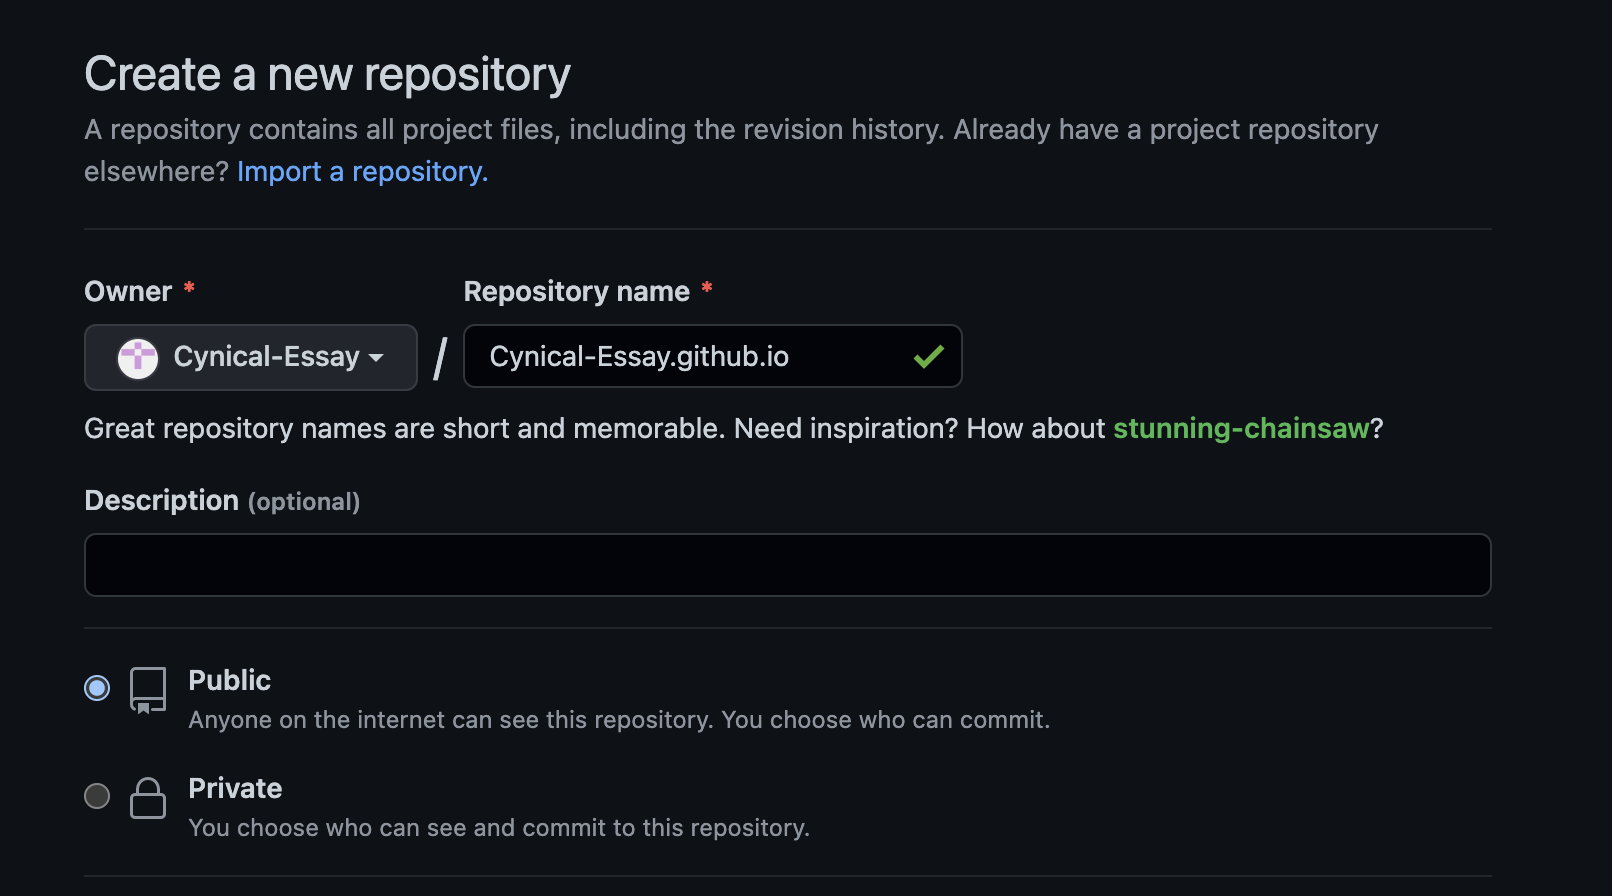 Create a new repository
A repository contains all project files, including the revision history. Already have a project repository
elsewhere? Import a repository.
Owner * Repository name *
Cynical-Essay / Cynical-Essay.github.io
Great repository names are short and memorable. Need inspiration? How about stunning-chainsaw?
Description (optional)
Public
Anyone on the internet can see this repository. You choose who can commit.
Private
You choose who can see and commit to this repository.